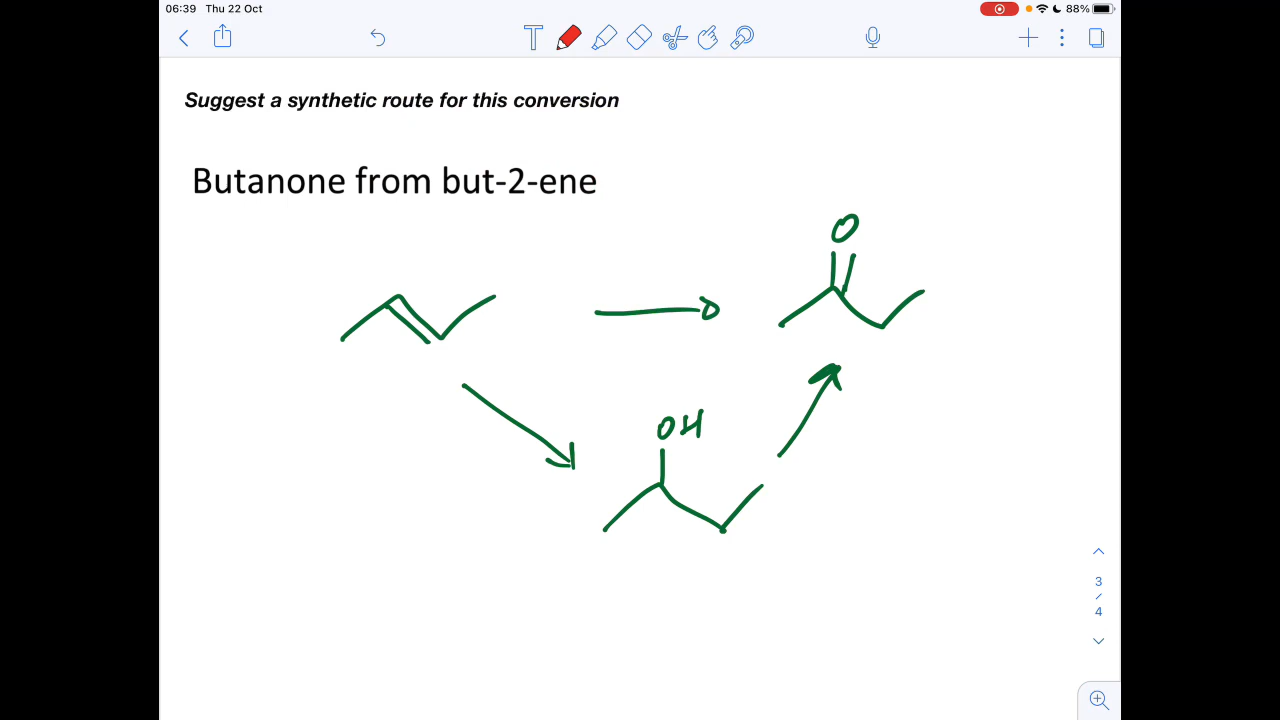 06:39 Thu 22 Oct 88%
T
Suggest a synthetic route for this conversion
Butanone from but-2-ene
O
OH
3
/
4